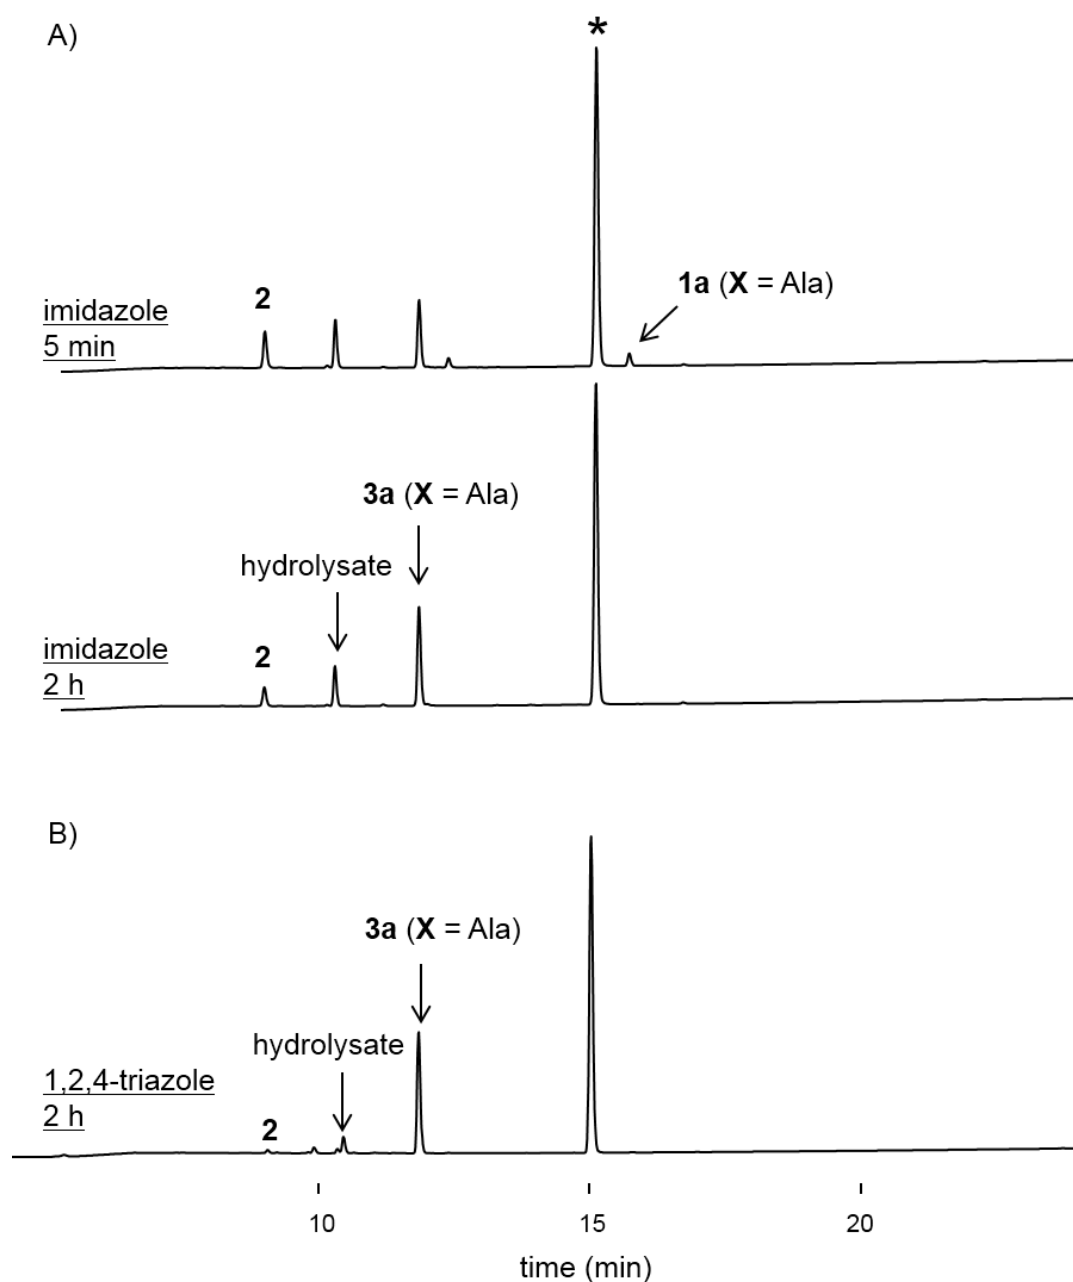 A)
*
1a (X = Ala)
2
imidazole
5 min
3a (X = Ala)
hydrolysate
imidazole
2
2 h
B)
3a (X = Ala)
hydrolysate
1,2,4-triazole
2 h
2
10 15 20
time (min)